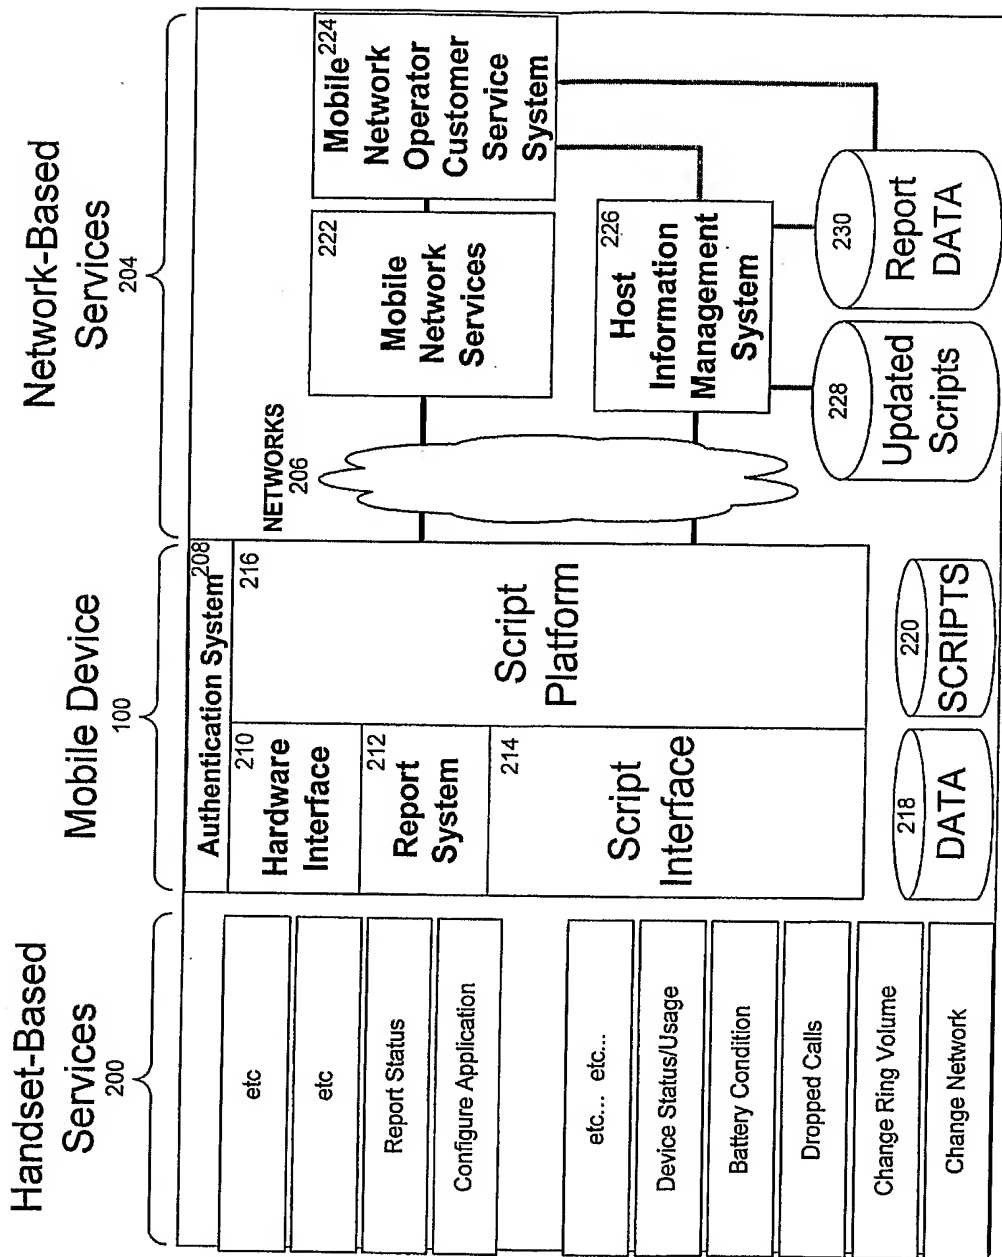 Handset-Based
Services
200
Mobile Device
100
Network-Based
Services
204
etc
etc
Report Status
Configure Application
etc... etc...
Device Status/Usage
Battery Condition
Dropped Calls
Change Ring Volume
Change Network
Authentication System
208
210
Hardware
Interface
212
Report
System
214
Script
Interface
216
Script
Platform
218
DATA
220
SCRIPTS
NETWORKS
206
222
Mobile
Network
Services
224
Mobile
Network
Operator
Customer
Service
System
226
Host
Information
Management
System
228
Updated
Scripts
230
Report
DATA